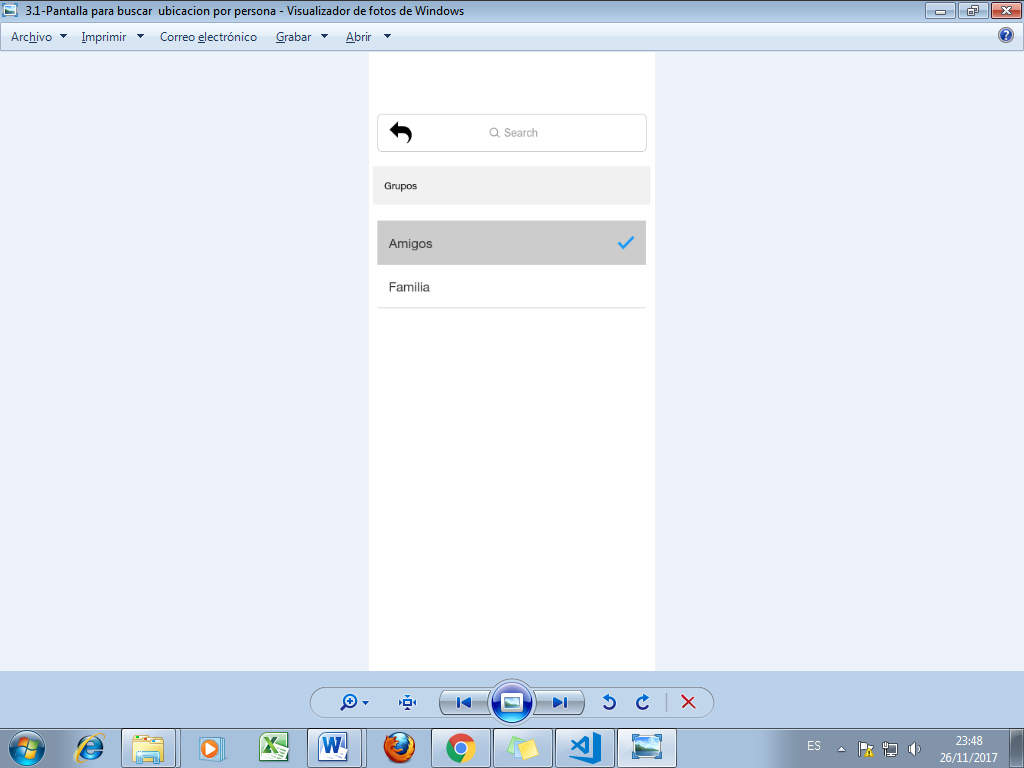 3.1-Pantalla para buscar ubicacion por persona - Visualizador de fotos de Windows
Archivo Imprimir Correo electrónico Grabar Abrir
Search
Grupos
Amigos
Familia
ES
23:48
26/11/2017